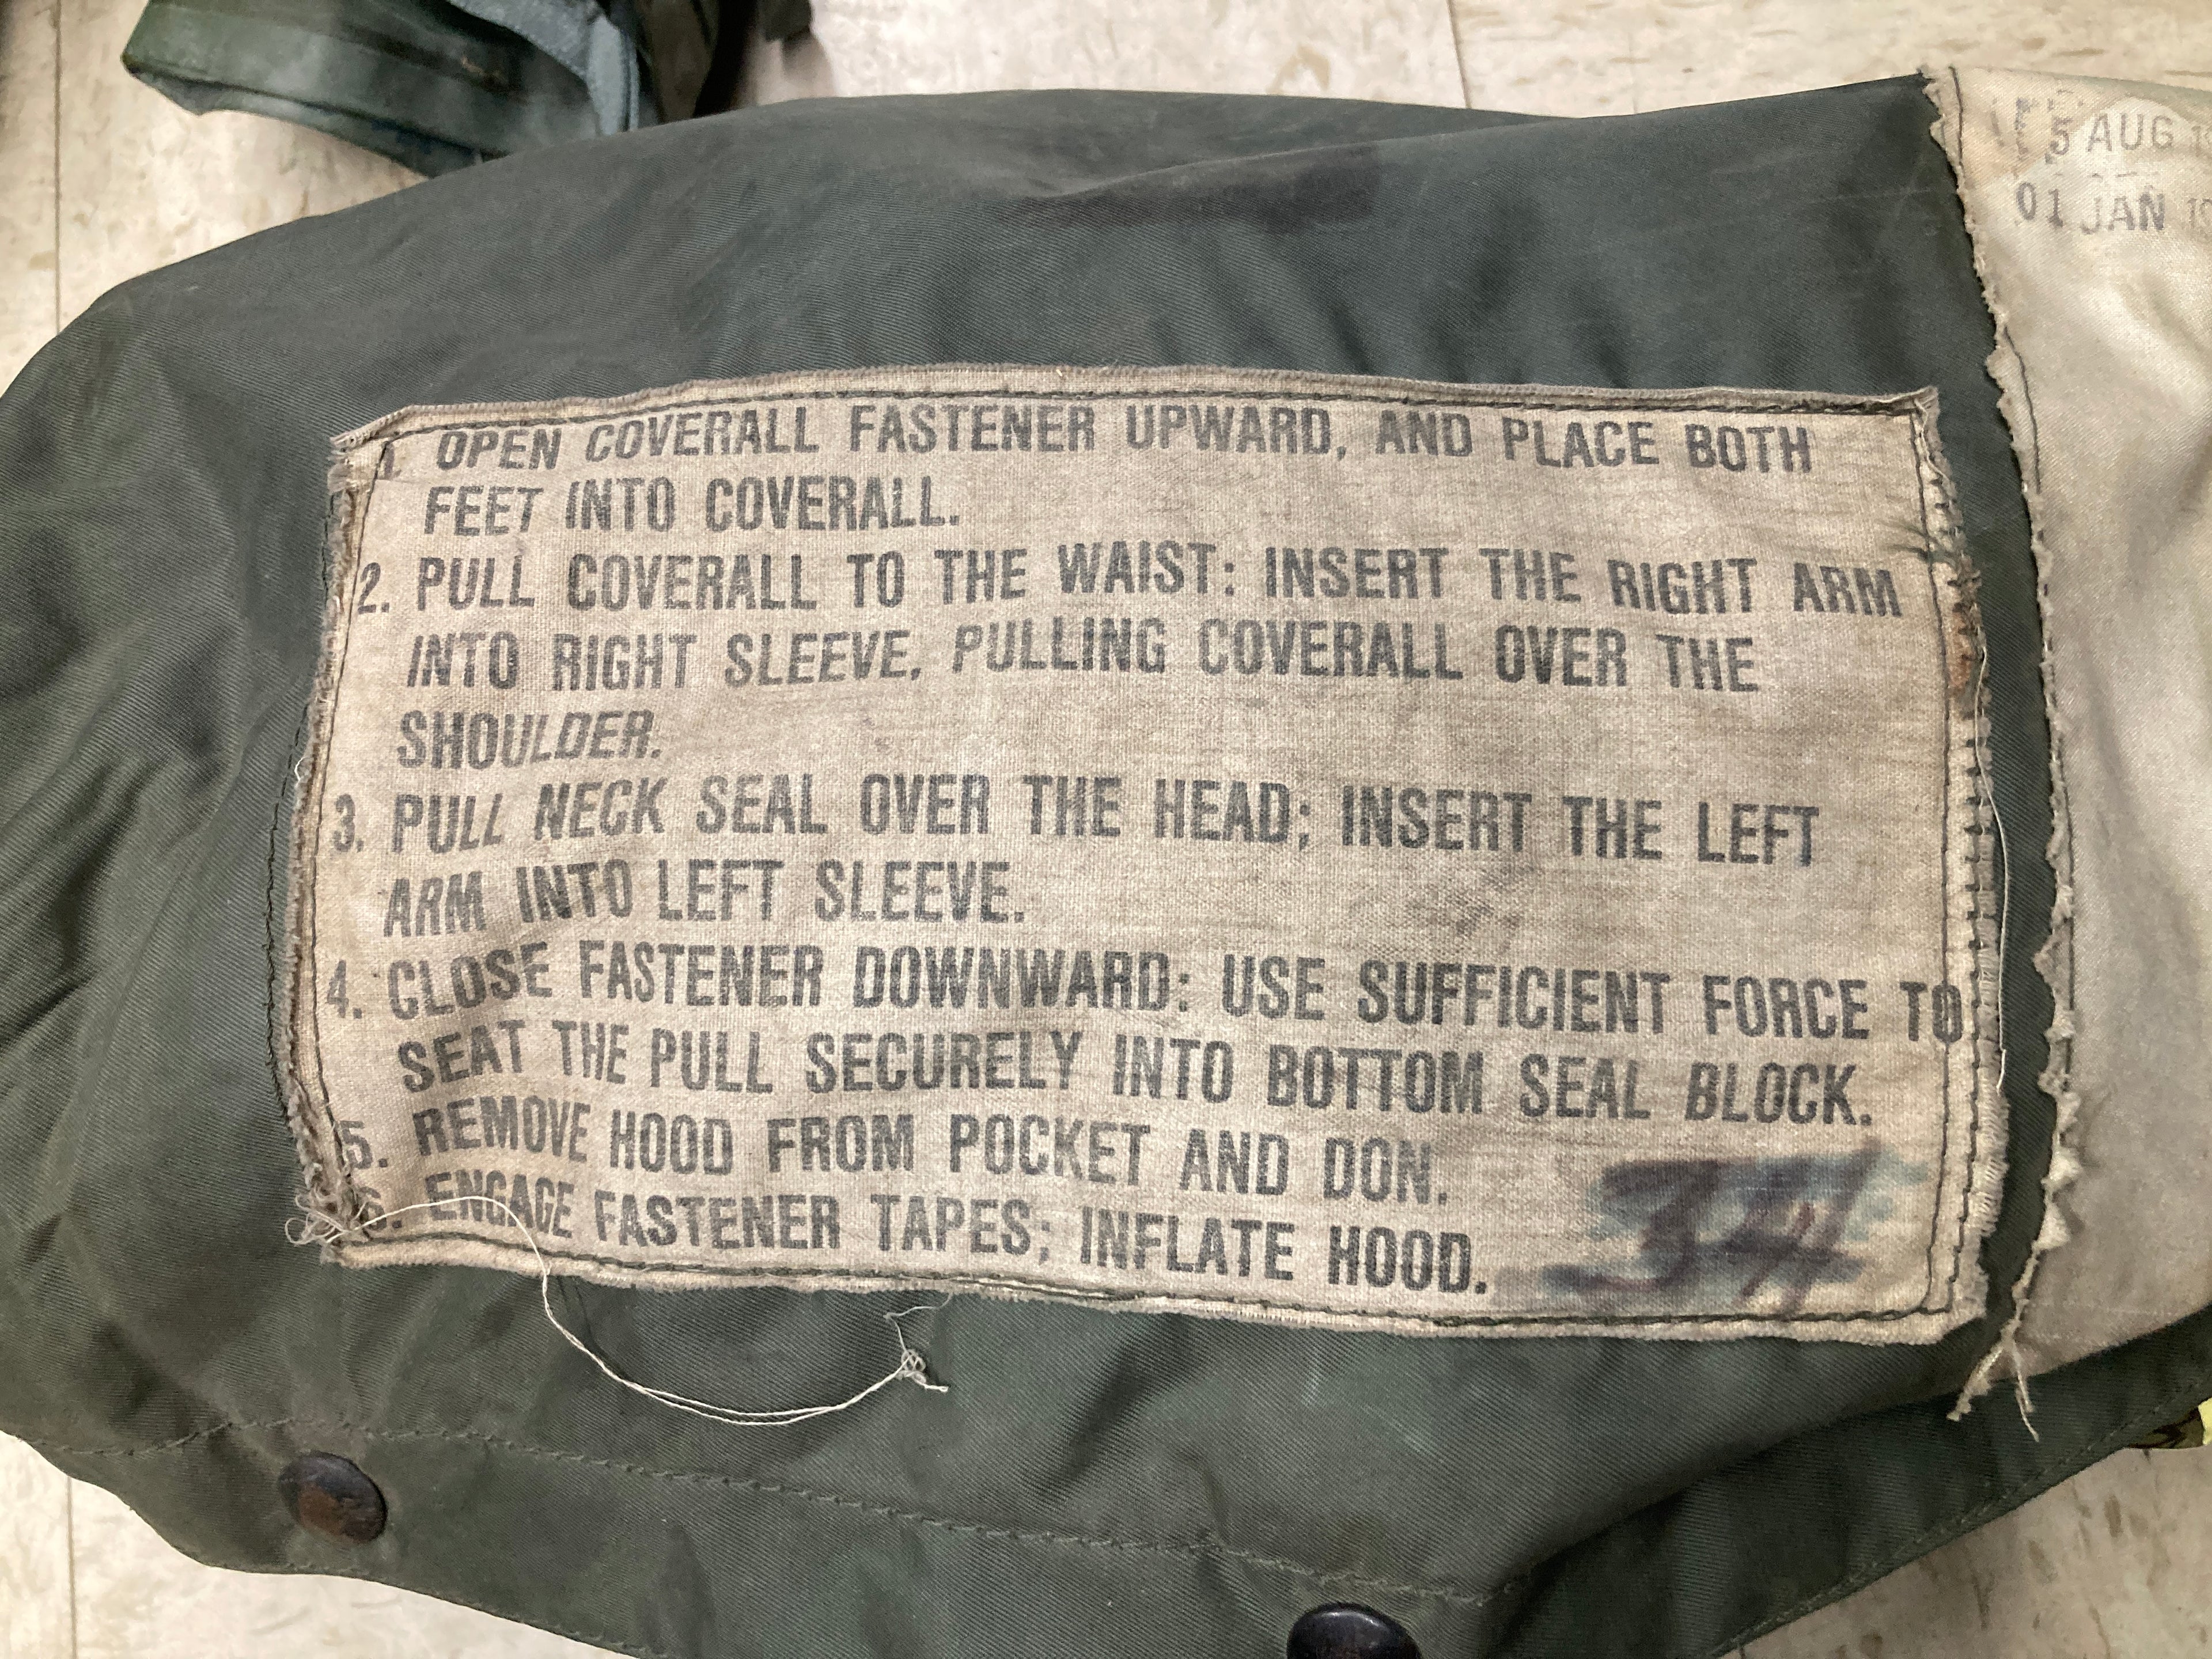 5 AUG
01 JAN
1. OPEN COVERALL FASTENER UPWARD, AND PLACE BOTH
FEET INTO COVERALL.
2. PULL COVERALL TO THE WAIST: INSERT THE RIGHT ARM
INTO RIGHT SLEEVE, PULLING COVERALL OVER THE
SHOULDER.
3. PULL NECK SEAL OVER THE HEAD; INSERT THE LEFT
ARM INTO LEFT SLEEVE.
4. CLOSE FASTENER DOWNWARD: USE SUFFICIENT FORCE TO
SEAT THE PULL SECURELY INTO BOTTOM SEAL BLOCK.
5. REMOVE HOOD FROM POCKET AND DON.
6. ENGAGE FASTENER TAPES; INFLATE HOOD.